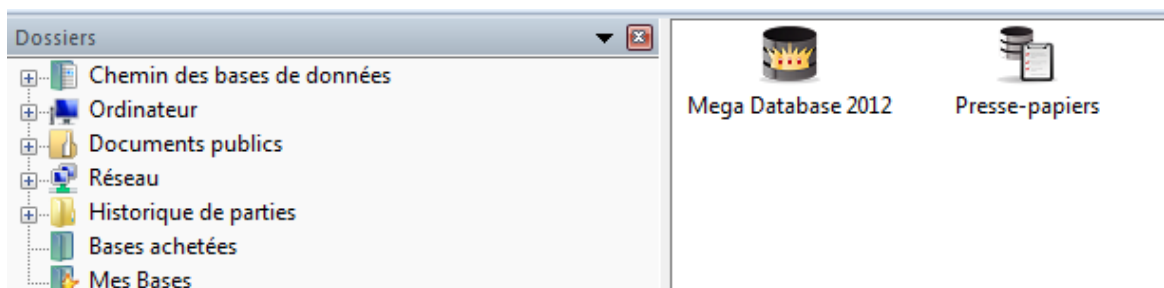 Dossiers
Chemin des bases de données
Ordinateur
Documents publics
Réseau
Historique de parties
Bases achetées
Mes Bases
Mega Database 2012
Presse-papiers